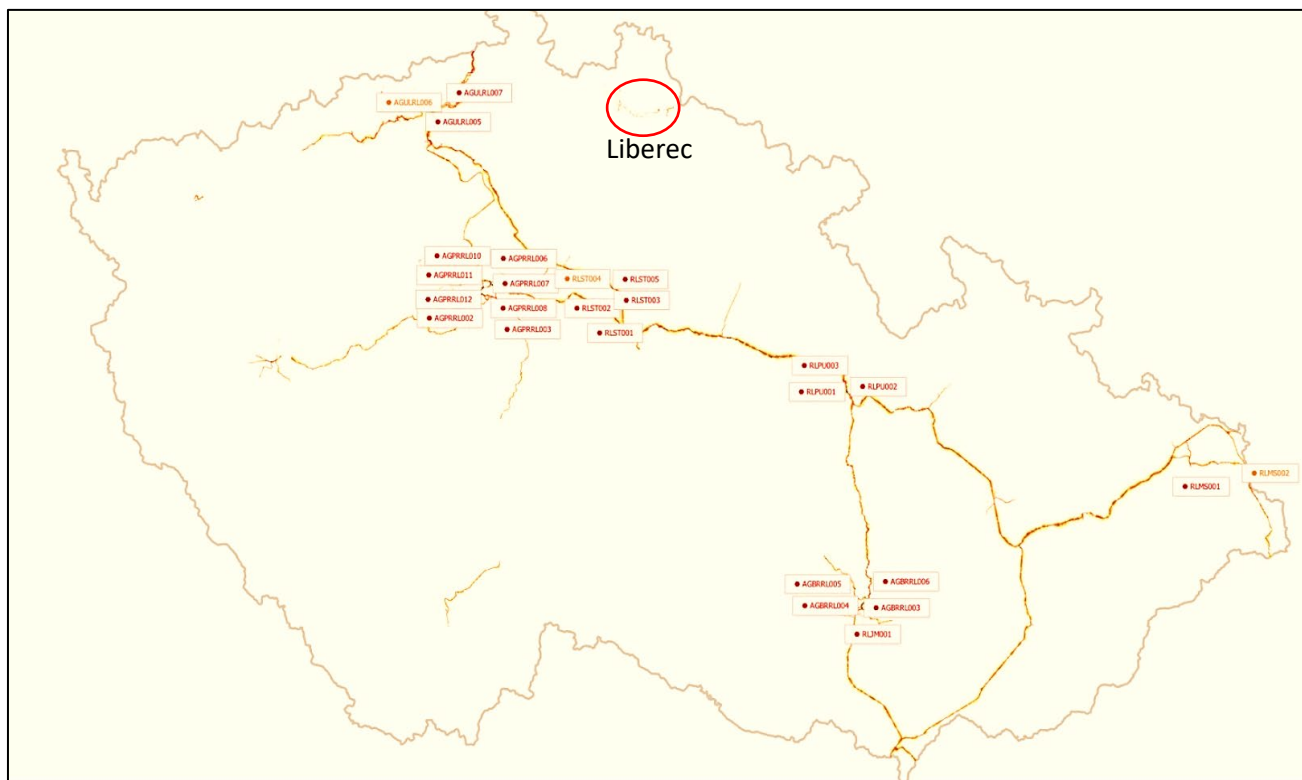 AGULRL007
AGULRL006
AGULRL005
Liberec
AGPRRL010
AGPRRL006
AGPRRL011
AGPRRL007
RLST004
RLST005
AGPRRL012
AGPRRL008
RLST002
RLST003
AGPRRL002
AGPRRL003
RLST001
RLPU003
RLPU001
RLPU002
RLMS002
RLMS001
AGBRRL005
AGBRRL006
AGBRRL004
AGBRRL003
RLJM001